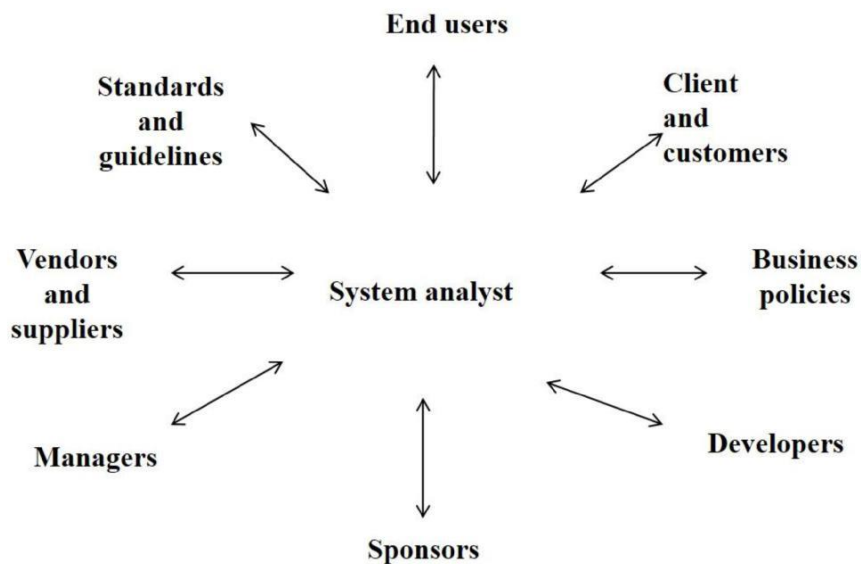 End users
Standards
and
guidelines
Client
and
customers
Vendors
and
suppliers
System analyst
Business
policies
Managers
Developers
Sponsors